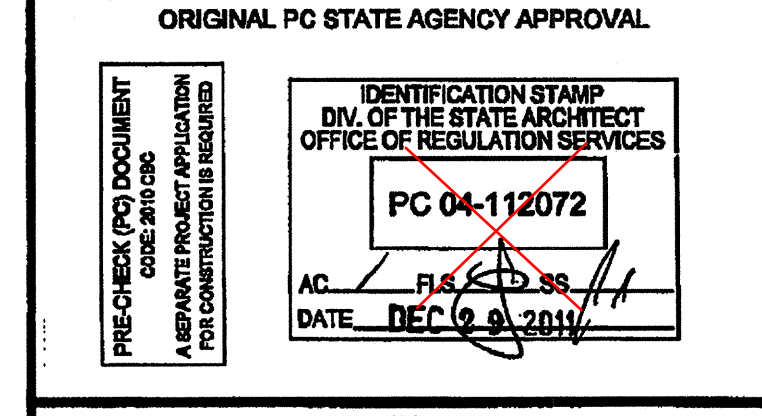 ORIGINAL PC STATE AGENCY APPROVAL
PRE-CHECK (PC) DOCUMENT
CODE: 2010 CBC
A SEPARATE PROJECT APPLICATION
FOR CONSTRUCTION IS REQUIRED
IDENTIFICATION STAMP
DIV. OF THE STATE ARCHITECT
OFFICE OF REGULATION SERVICES
PC 04-112072
AC FLS SS
DATE DEC 29 2011